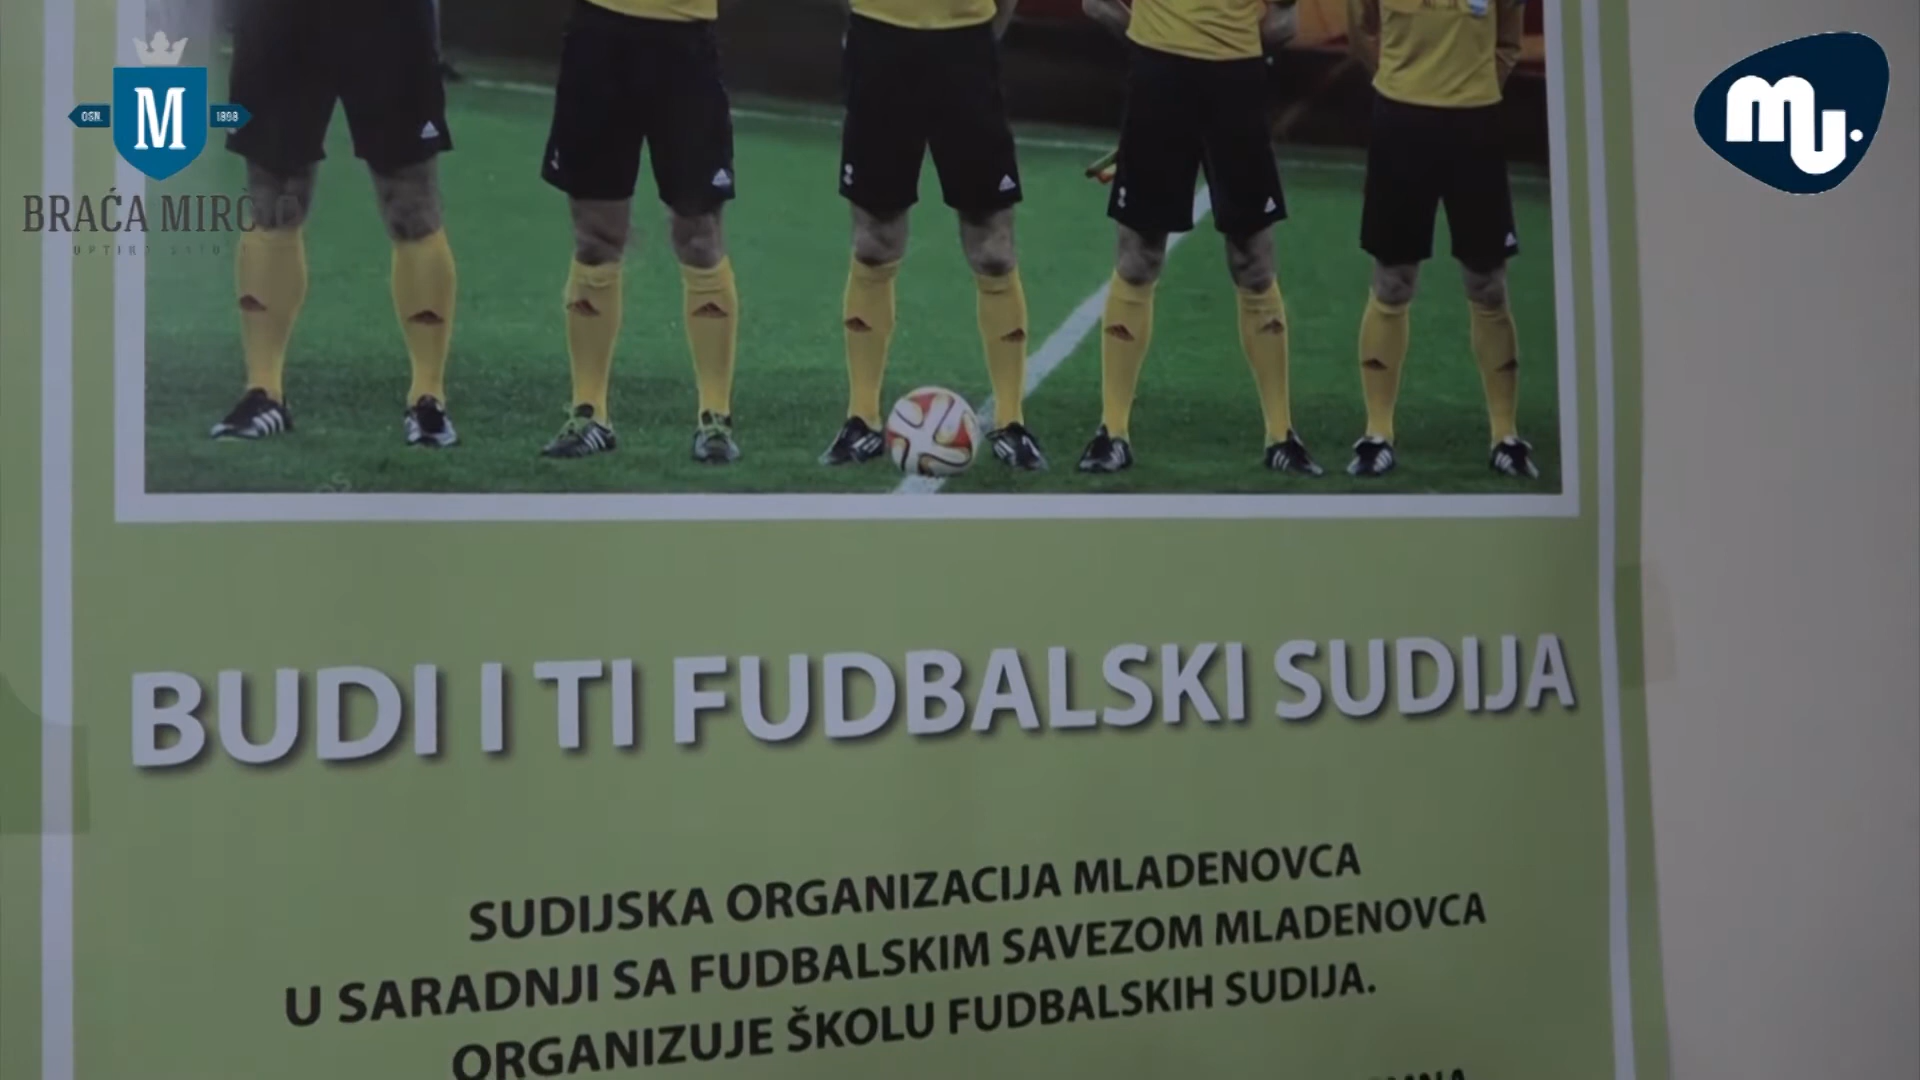 M
OSN.
1898
BRAĆA
mu.
BUDI I TI FUDBALSKI SUDIJA
SUDIJSKA ORGANIZACIJA MLADENOVCA
U SARADNJI SA FUDBALSKIM SAVEZOM MLADENOVCA
ORGANIZUJE ŠKOLU FUDBALSKIH SUDIJA.